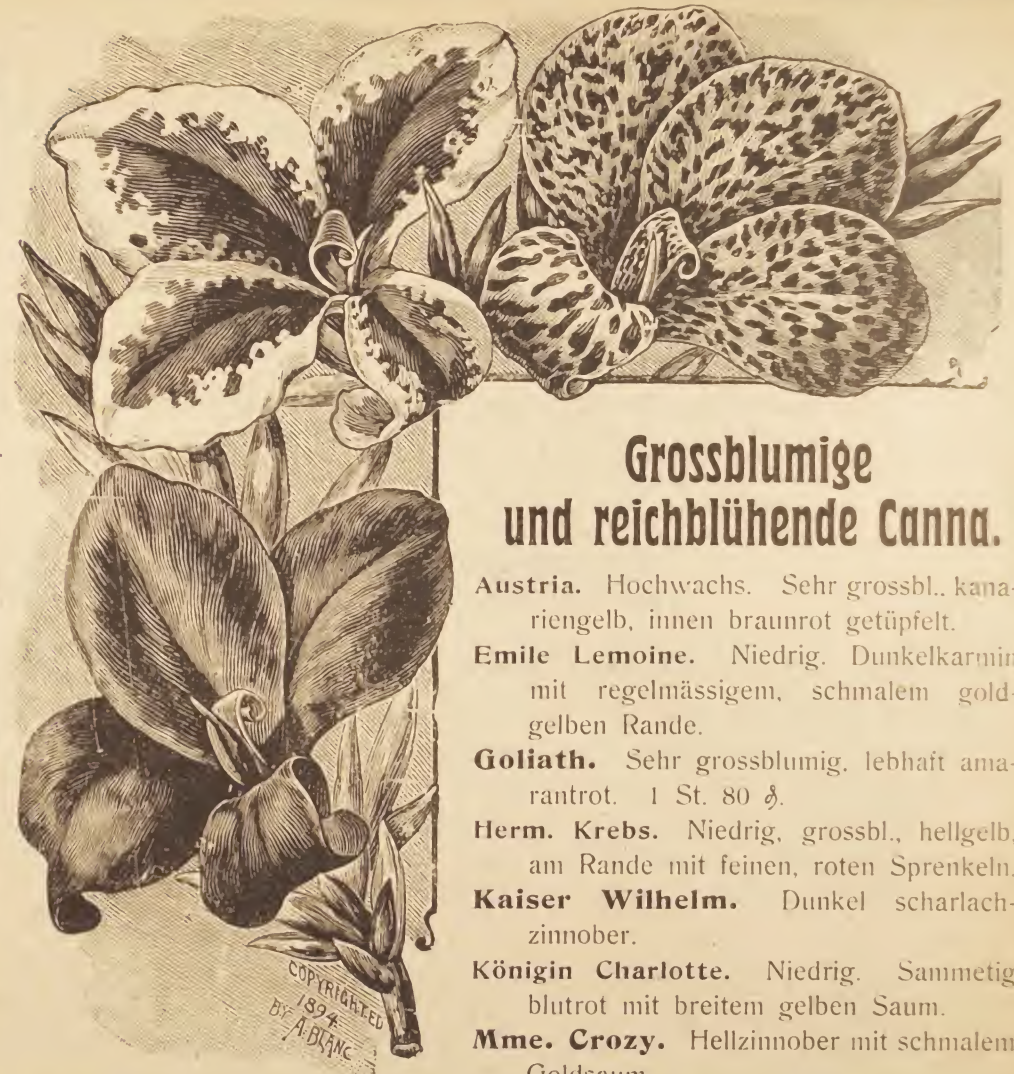 Grossblumige
und reichblühende Canna.
Austria. Hochwachs. Sehr grossbl., kana-
riengelb, innen braunrot getüpfelt.
Emile Lemoine. Niedrig. Dunkelkarmin
mit regelmässigem, schmalem gold-
gelben Rande.
Goliath. Sehr grossblumig, lebhaft ama-
rantrot. 1 St. 80 ₰.
Herm. Krebs. Niedrig, grossbl., hellgelb,
am Rande mit feinen, roten Sprenkeln.
Kaiser Wilhelm. Dunkel scharlach-
zinnober.
Königin Charlotte. Niedrig. Sammetig
blutrot mit breitem gelben Saum.
Mme. Crozy. Hellzinnober mit schmalem
Goldsaum.
COPYRIGHTED
1894
BY A. BLANC